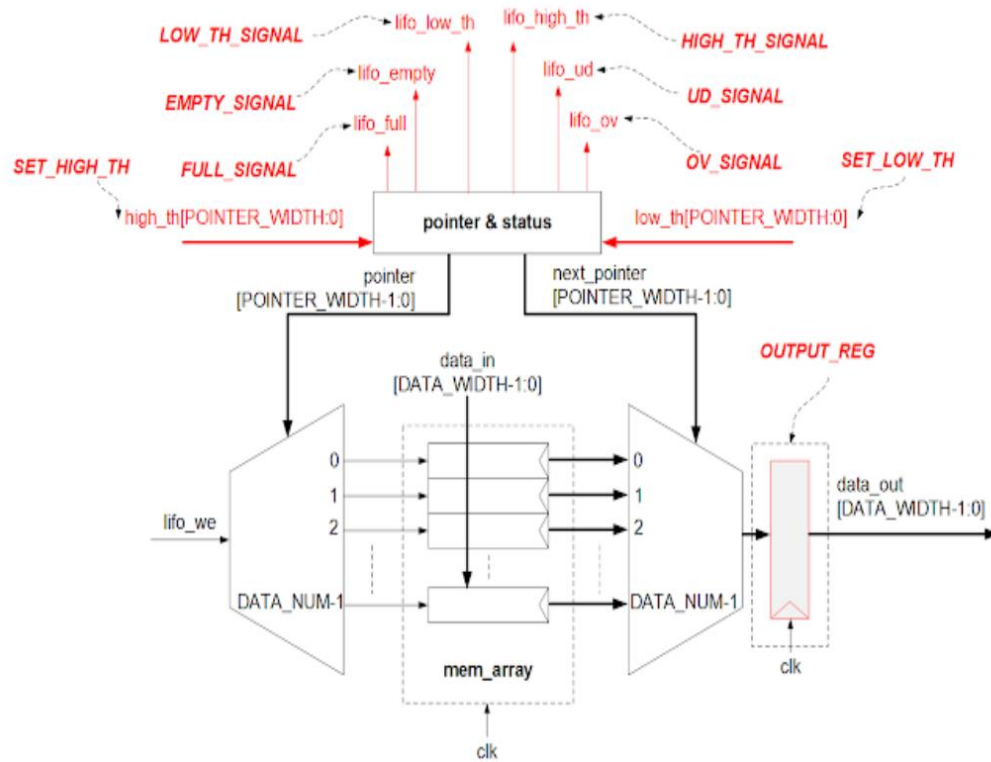 lifo_low_th
lifo_high_th
LOW_TH_SIGNAL
HIGH_TH_SIGNAL
lifo_empty
lifo_ud
EMPTY_SIGNAL
UD_SIGNAL
lifo_full
lifo_ov
SET_HIGH_TH
FULL_SIGNAL
OV_SIGNAL
SET_LOW_TH
high_th[POINTER_WIDTH:0]
pointer & status
low_th[POINTER_WIDTH:0]
pointer
[POINTER_WIDTH-1:0]
next_pointer
[POINTER_WIDTH-1:0]
OUTPUT_REG
data_in
[DATA_WIDTH-1:0]
0
0
1
1
2
2
lifo_we
data_out
[DATA_WIDTH-1:0]
DATA_NUM-1
DATA_NUM-1
mem_array
clk
clk